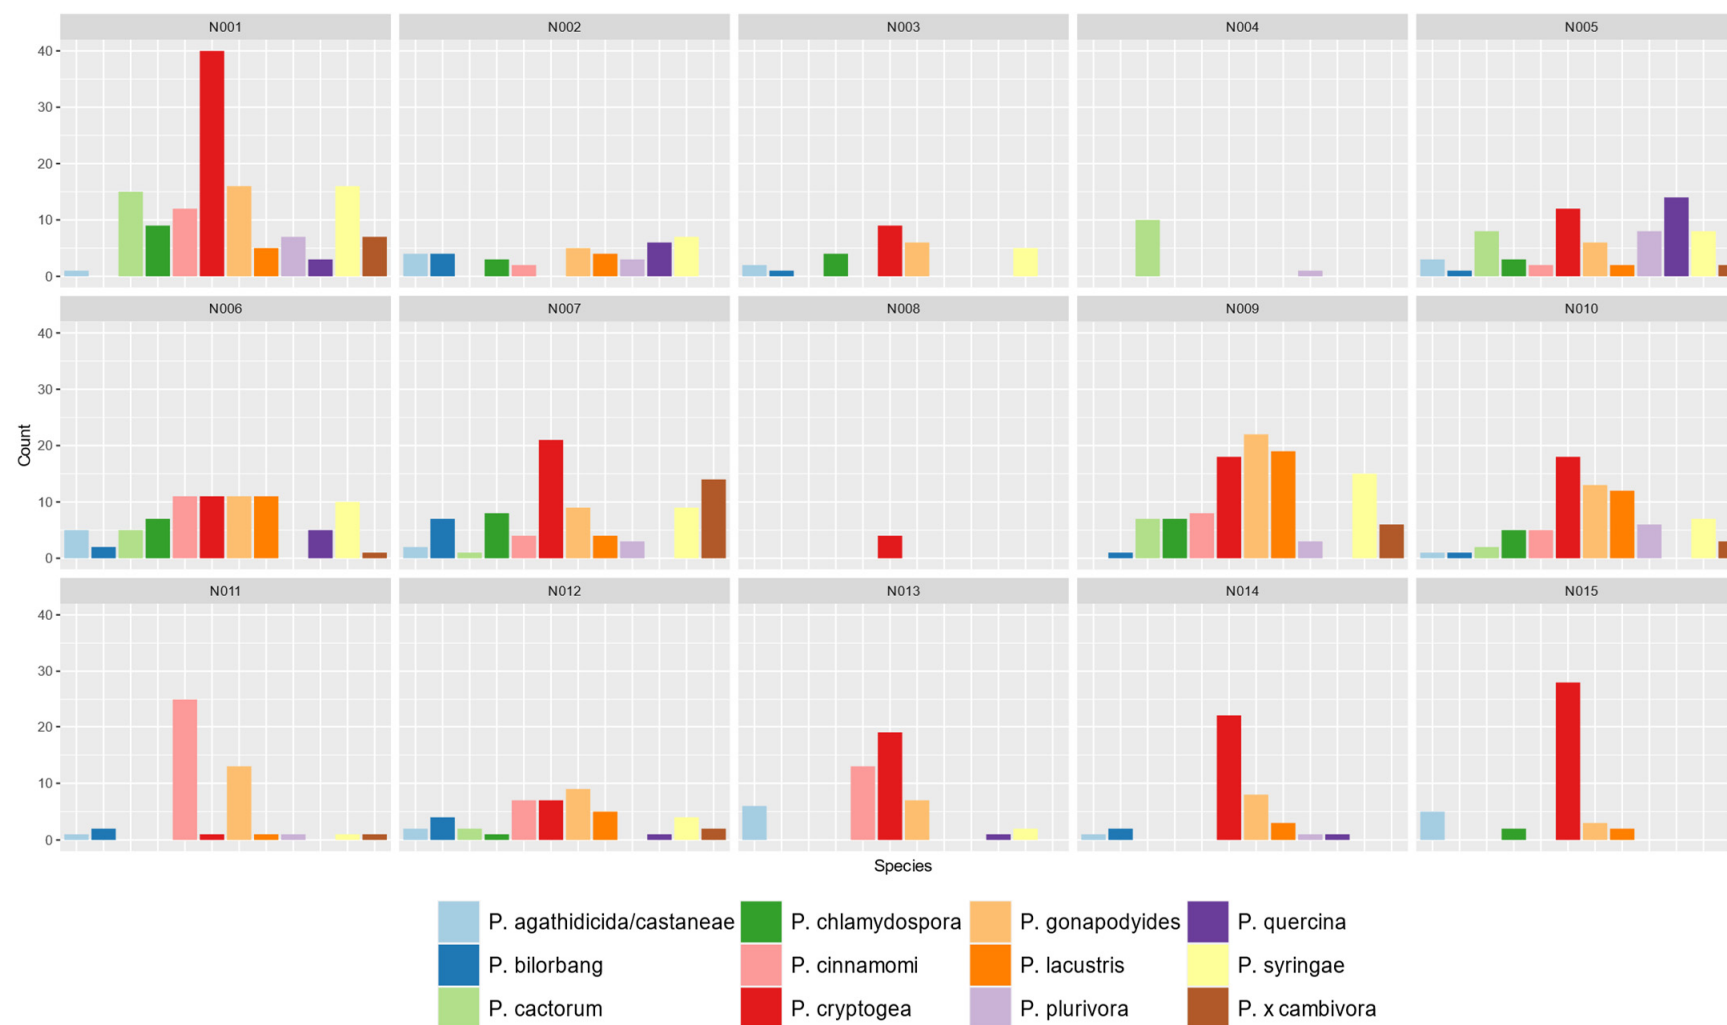 N001 N002 N003 N004 N005
40
30
20
10
0
N006 N007 N008 N009 N010
40
30
20
10
0
Count
N011 N012 N013 N014 N015
40
30
20
10
0
Species
P. agathidicida/castaneae P. chlamydospora P. gonapodyides P. quercina
P. bilorbang P. cinnamomi P. lacustris P. syringae
P. cactorum P. cryptogea P. plurivora P. x cambivora